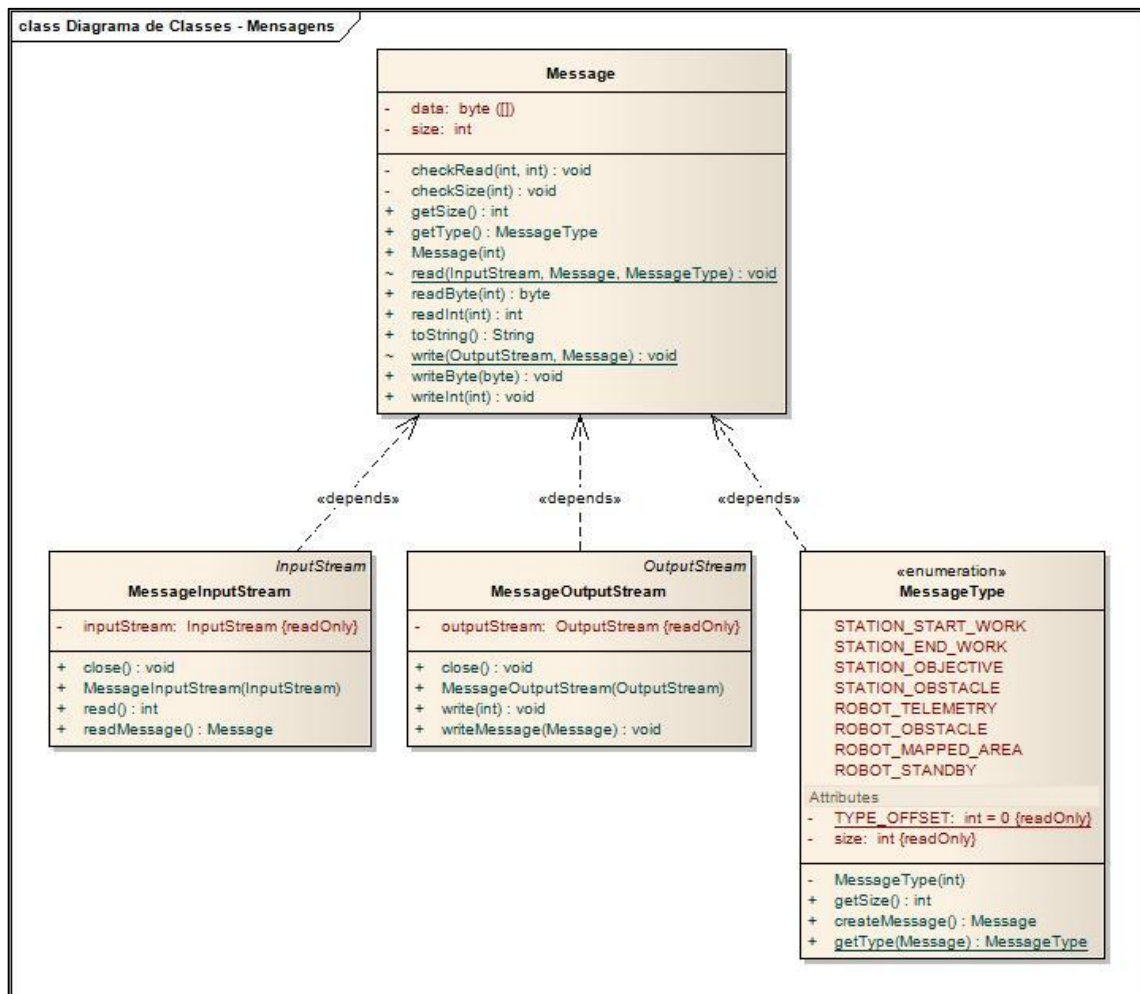 class Diagrama de Classes - Mensagens
Message
- data: byte ([])
- size: int
- checkRead(int, int) : void
- checkSize(int) : void
+ getSize() : int
+ getType() : MessageType
+ Message(int)
~ read(InputStream, Message, MessageType) : void
+ readByte(int) : byte
+ readInt(int) : int
+ toString() : String
~ write(OutputStream, Message) : void
+ writeByte(byte) : void
+ writeInt(int) : void
«depends»
«depends»
«depends»
InputStream
MessageInputStream
- inputStream: InputStream {readOnly}
+ close() : void
+ MessageInputStream(InputStream)
+ read() : int
+ readMessage() : Message
OutputStream
MessageOutputStream
- outputStream: OutputStream {readOnly}
+ close() : void
+ MessageOutputStream(OutputStream)
+ write(int) : void
+ writeMessage(Message) : void
«enumeration»
MessageType
STATION_START_WORK
STATION_END_WORK
STATION_OBJECTIVE
STATION_OBSTACLE
ROBOT_TELEMETRY
ROBOT_OBSTACLE
ROBOT_MAPPED_AREA
ROBOT_STANDBY
Attributes
- TYPE_OFFSET: int = 0 {readOnly}
- size: int {readOnly}
- MessageType(int)
+ getSize() : int
+ createMessage() : Message
+ getType(Message) : MessageType